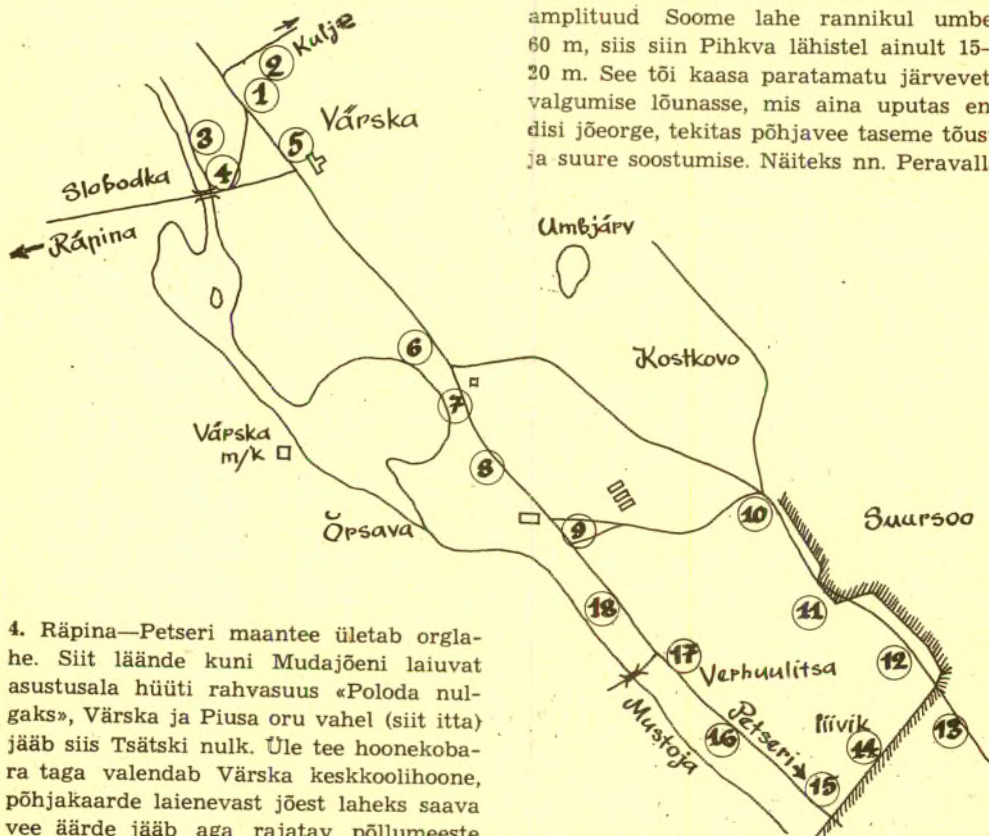 amplituud Soome lahe rannikul umbe
60 m, siis siin Pihkva lähistel ainult 15—
20 m. See tõi kaasa paratamatu järvevet
valgumise lõunasse, mis aina uputas en
disi jõeorge, tekitas põhjavee taseme tõus
ja suure soostumise. Näiteks nn. Peravall
Kulje
2
1
Värska
3
5
4
Slobodka
Räpina
Umbjärv
6
Kostkovo
7
Värska
m/k
8
10
Suursoo
Õrsava
9
18
11
17
Verhuulitsa
12
Mustoja
Petseri
16
Piivik
14
13
15
4. Räpina—Petseri maantee ületab orgla-
he. Siit läände kuni Mudajõeni laiuvat
asustusala hüüti rahvasuus «Poloda nul-
gaks», Värska ja Piusa oru vahel (siit itta)
jääb siis Tsätski nulk. Üle tee hoonekoba-
ra taga valendab Värska keskkoolihoone,
põhjakaarde laienevast jõest laheks saava
vee äärde jääb aga rajatav põllumeeste